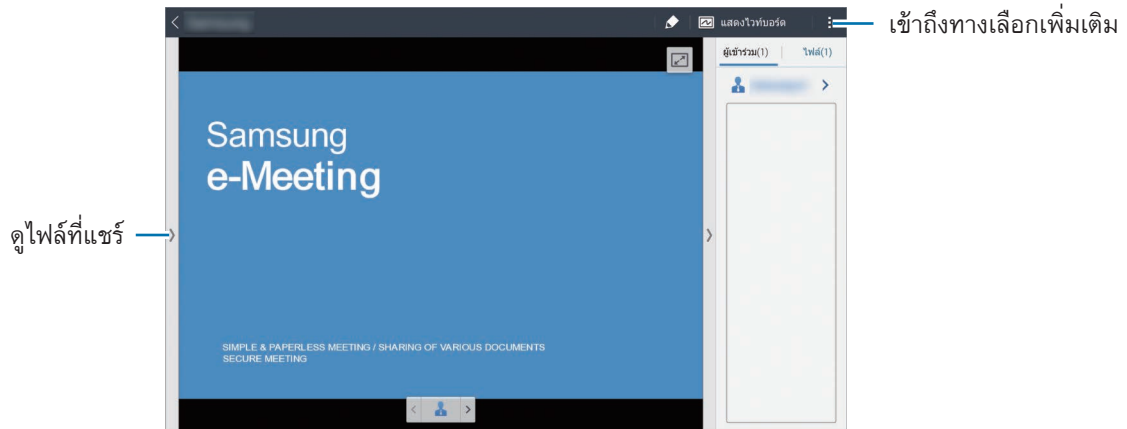 แสดงไวท์บอร์ด
เข้าถึงทางเลือกเพิ่มเติม
ผู้เข้าร่วม(1)
ไฟล์(1)
Samsung
e-Meeting
ดูไฟล์ที่แชร์
SIMPLE & PAPERLESS MEETING / SHARING OF VARIOUS DOCUMENTS
SECURE MEETING